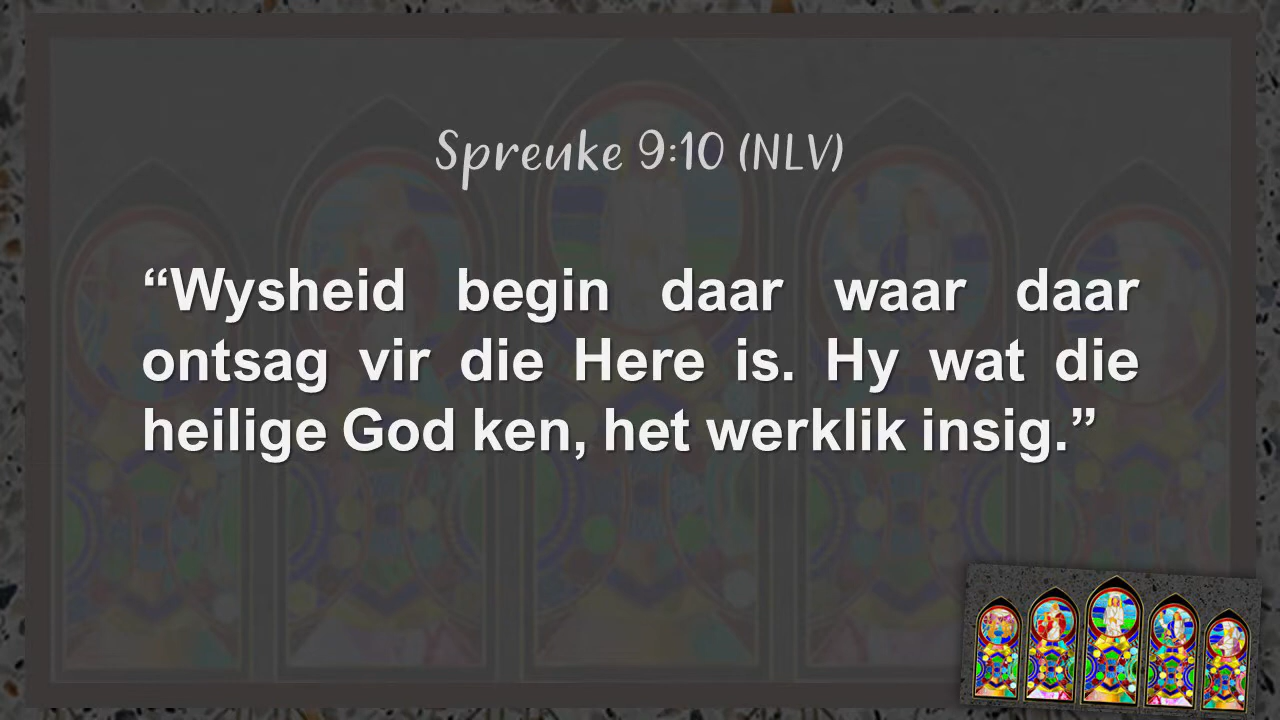 Spreuke 9:10 (NLV)
“Wysheid begin daar waar daar
ontsag vir die Here is. Hy wat die
heilige God ken, het werklik insig.”